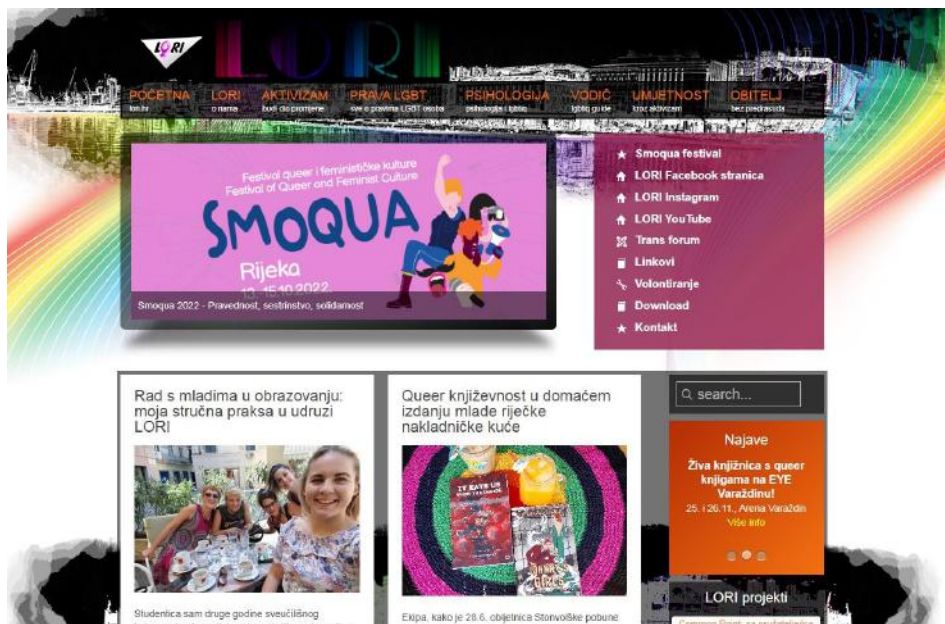 LORI
LORI
POČETNA LORI AKTIVIZAM PRAVA LGBT PSIHOLOGIJA VODIČ UMJETNOST OBITELJ
lori.hr o nama budi dio promjene sve o pravima LGBT osoba psihologija i lgbtiq lgbtiq guide kroz aktivizam bez predrasuda
Festival queer i feminističke kulture
Festival of Queer and Feminist Culture
SMOQUA
Rijeka
13.-15.10.2022.
Smoqua 2022 - Pravednost, sestrinstvo, solidarnost
Smoqua festival
LORI Facebook stranica
LORI Instagram
LORI YouTube
Trans forum
Linkovi
Volontiranje
Download
Kontakt
Rad s mladima u obrazovanju:
moja stručna praksa u udruzi
LORI
Studentica sam druge godine sveučilišnog
Queer književnost u domaćem
izdanju mlade riječke
nakladničke kuće
Ekipa, kako je 28.6. obljetnica Stonvolške pobune
search...
Najave
Živa knjižnica s queer
knjigama na EYE
Varaždinu!
25. i 26.11., Arena Varaždin
Više info
LORI projekti